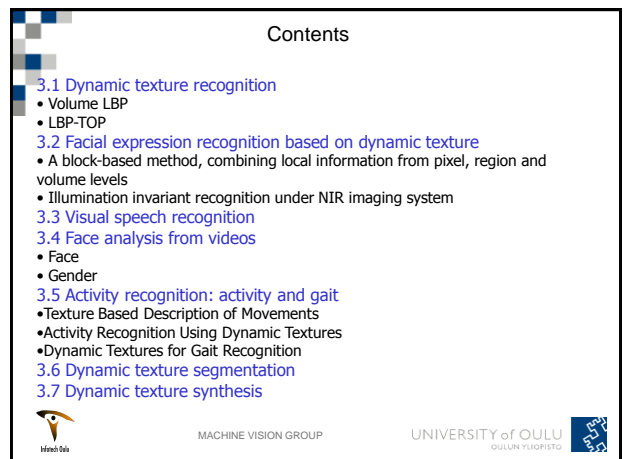 Contents
3.1 Dynamic texture recognition
• Volume LBP
• LBP-TOP
3.2 Facial expression recognition based on dynamic texture
• A block-based method, combining local information from pixel, region and
volume levels
• Illumination invariant recognition under NIR imaging system
3.3 Visual speech recognition
3.4 Face analysis from videos
• Face
• Gender
3.5 Activity recognition: activity and gait
•Texture Based Description of Movements
•Activity Recognition Using Dynamic Textures
•Dynamic Textures for Gait Recognition
3.6 Dynamic texture segmentation
3.7 Dynamic texture synthesis
Infotech Oulu
MACHINE VISION GROUP
UNIVERSITY of OULU
OULUN YLIOPISTO